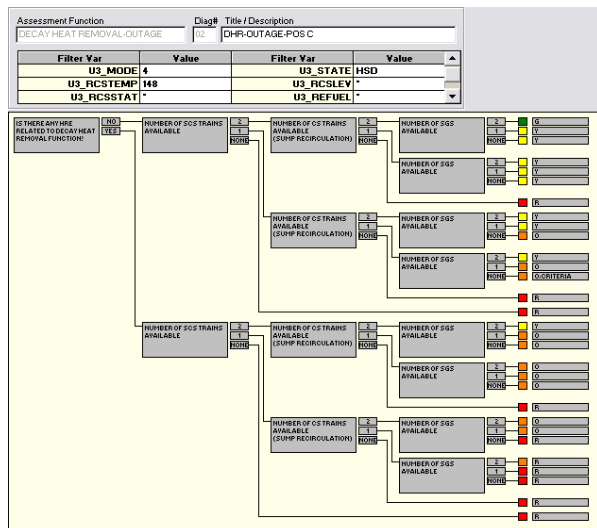 Assessment Function Diag# Title / Description
DECAY HEAT REMOVAL-OUTAGE 02 DHR-OUTAGE-POS C
Filter Var Value Filter Var Value
U3_MODE 4 U3_STATE HSD
U3_RCSTEMP 148 U3_RCSLEV *
U3_RCSSTAT * U3_REFUEL *
IS THERE ANY HRE
RELATED TO DECAY HEAT
REMOVAL FUNCTION?
NO
YES
NUMBER OF SCS TRAINS
AVAILABLE
2
1
NONE
NUMBER OF CS TRAINS
AVAILABLE
(SUMP RECIRCULATION)
2
1
NONE
NUMBER OF SGS
AVAILABLE
2 G
1 Y
NONE Y
NUMBER OF SGS
AVAILABLE
2 Y
1 Y
NONE Y
R
NUMBER OF CS TRAINS
AVAILABLE
(SUMP RECIRCULATION)
2
1
NONE
NUMBER OF SGS
AVAILABLE
2 Y
1 Y
NONE O
NUMBER OF SGS
AVAILABLE
2 Y
1 O
NONE O-CRITERIA
R
R
NUMBER OF SCS TRAINS
AVAILABLE
2
1
NONE
NUMBER OF CS TRAINS
AVAILABLE
(SUMP RECIRCULATION)
2
1
NONE
NUMBER OF SGS
AVAILABLE
2 Y
1 O
NONE O
NUMBER OF SGS
AVAILABLE
2 O
1 O
NONE O
R
NUMBER OF CS TRAINS
AVAILABLE
(SUMP RECIRCULATION)
2
1
NONE
NUMBER OF SGS
AVAILABLE
2 O
1 O
NONE R
NUMBER OF SGS
AVAILABLE
2 R
1 R
NONE R
R
R